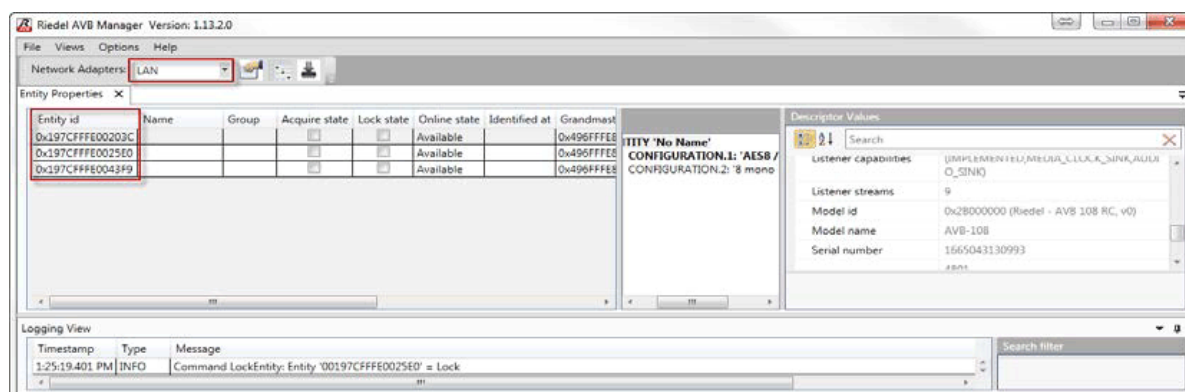 Riedel AVB Manager Version: 1.13.2.0
File Views Options Help
Network Adapters: LAN
Entity Properties
Entity id Name Group Acquire state Lock state Online state Identified at Grandmast
0x197CFFFE00203C Available 0x496FFFE8
0x197CFFFE0025E0 Available 0x496FFFE8
0x197CFFFE0043F9 Available 0x496FFFE8
TITY 'No Name'
CONFIGURATION.1: 'AES8 /
CONFIGURATION.2: '8 mono
Descriptor Values
Search
Listener capabilities (IMPLEMENTED,MEDIA_CLOCK_SINK,AUDI
O_SINK)
Listener streams 9
Model id 0x28000000 (Riedel - AVB 108 RC, v0)
Model name AVB-108
Serial number 1665043130993
Logging View
Timestamp Type Message
1:25:19.401 PM INFO Command LockEntity: Entity '00197CFFFE0025E0' = Lock
Search filter